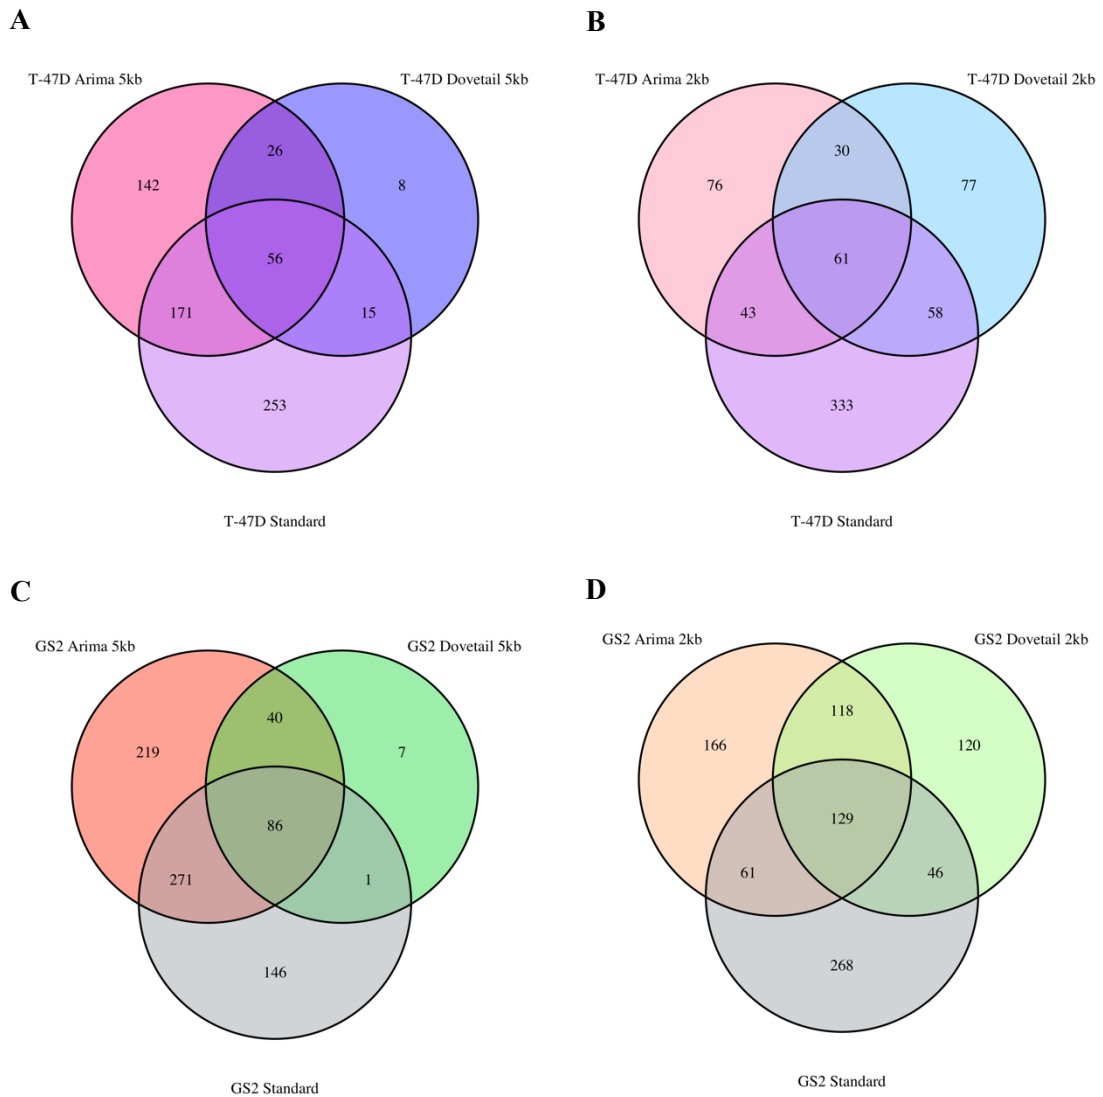 A
T-47D Arima 5kb
T-47D Dovetail 5kb
26
142
8
56
171
15
253
T-47D Standard
B
T-47D Arima 2kb
T-47D Dovetail 2kb
30
76
77
61
43
58
333
T-47D Standard
C
GS2 Arima 5kb
GS2 Dovetail 5kb
40
219
7
86
271
1
146
GS2 Standard
D
GS2 Arima 2kb
GS2 Dovetail 2kb
118
166
120
129
61
46
268
GS2 Standard